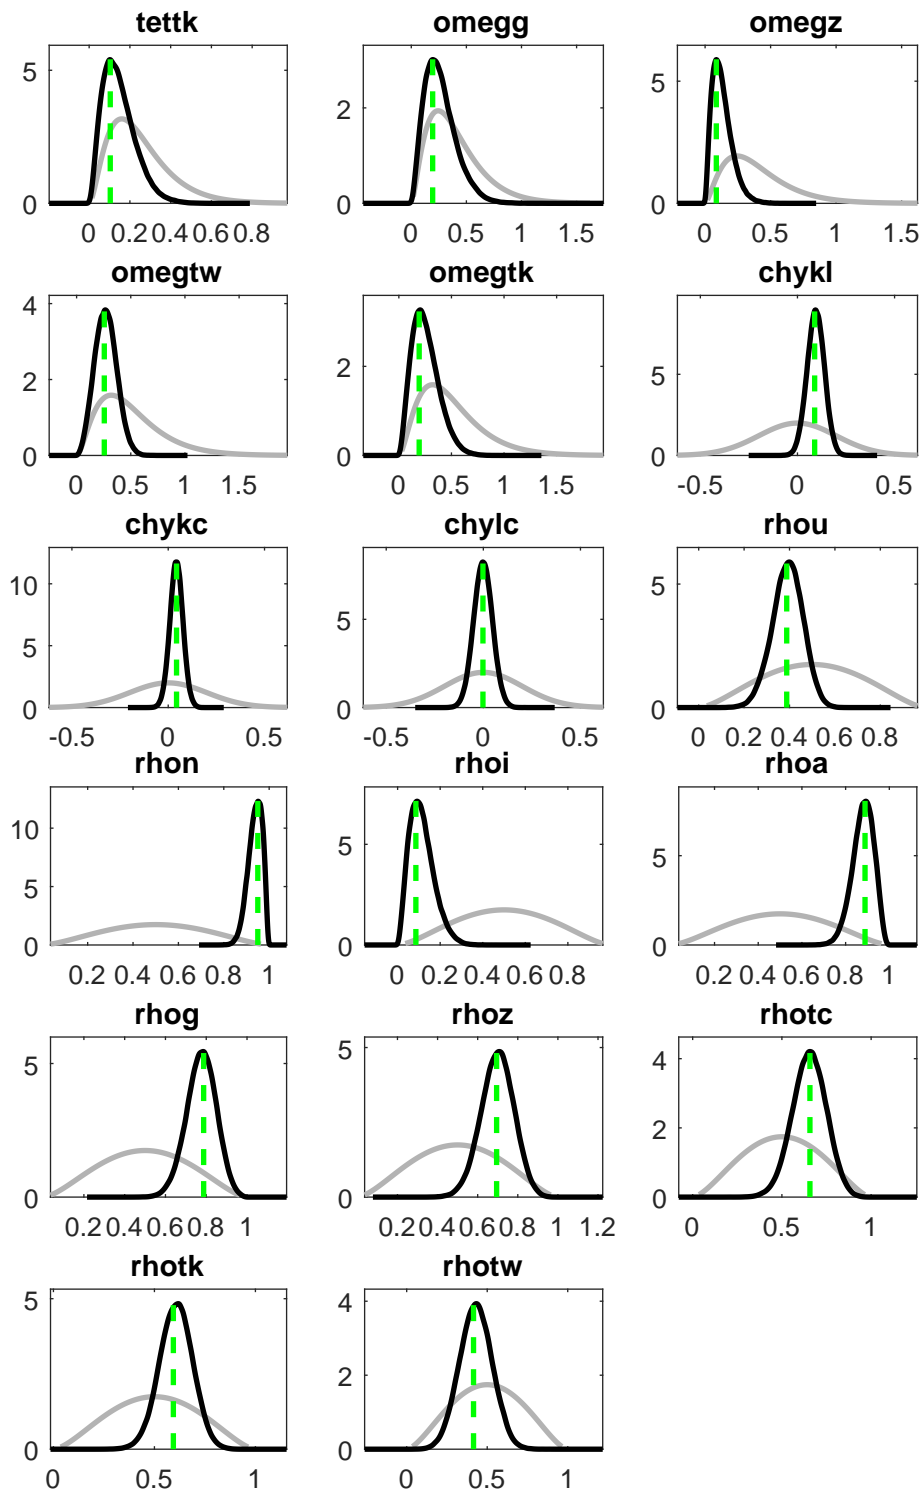 tettk omegg omegz
5 2 5
0 0 0
0 0.2 0.4 0.6 0.8 0 0.5 1 1.5 0 0.5 1 1.5
omegtw omegtk chykl
4
2 2 5
0 0 0
0 0.5 1 1.5 0 0.5 1 1.5 -0.5 0 0.5
chykc chylc rhou
10 5 5
5
0 0 0
-0.5 0 0.5 -0.5 0 0.5 0 0.2 0.4 0.6 0.8
rhon rhoi rhoa
10 5 5
5
0 0 0
0.2 0.4 0.6 0.8 1 0 0.2 0.4 0.6 0.8 0.2 0.4 0.6 0.8 1
rhog rhoz rhotc
5 5 4
2
0 0 0
0.2 0.4 0.6 0.8 1 0.2 0.4 0.6 0.8 1 1.2 0 0.5 1
rhotk rhotw
5 4
2
0 0
0 0.5 1 0 0.5 1